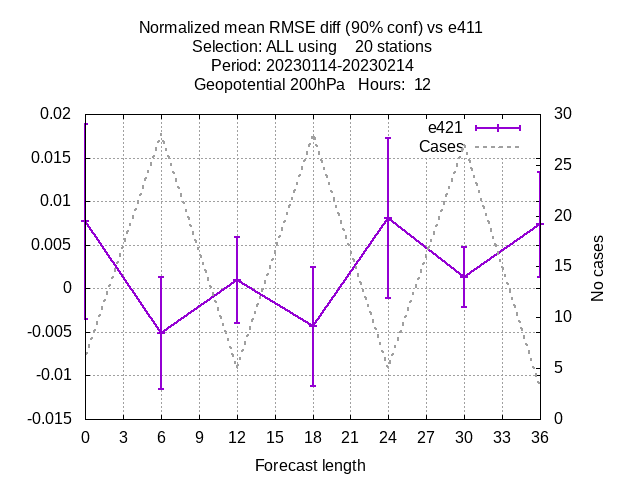 Normalized mean RMSE diff (90% conf) vs e411
Selection: ALL using    20 stations
Period: 20230114-20230214
Geopotential 200hPa   Hours:  12
e421
Cases
0.02
0.015
0.01
0.005
0
-0.005
-0.01
-0.015
30
25
20
15
10
5
0
No cases
0 3 6 9 12 15 18 21 24 27 30 33 36
Forecast length